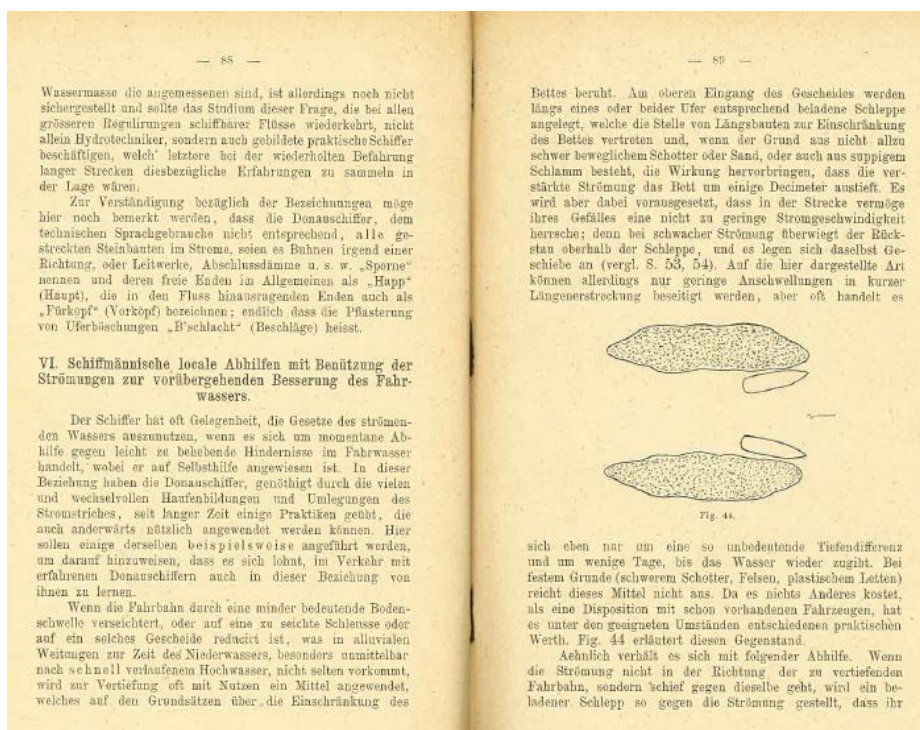 — 88 —
Wassermasse die angemessenen sind, ist allerdings noch nicht
sichergestellt und sollte das Studium dieser Frage, die bei allen
grösseren Regulirungen schiffbarer Flüsse wiederkehrt, nicht
allein Hydrotechniker, sondern auch gebildete praktische Schiffer
beschäftigen, welch' letztere bei der wiederholten Befahrung
langer Strecken diesbezügliche Erfahrungen zu sammeln in
der Lage wären.
Zur Verständigung bezüglich der Bezeichnungen möge
hier noch bemerkt werden, dass die Donauschiffer, dem
technischen Sprachgebrauche nicht entsprechend, alle ge-
streckten Steinbauten im Strome, seien es Buhnen irgend einer
Richtung, oder Leitwerke, Abschlussdämme u. s. w. „Sporne“
nennen und deren freie Enden im Allgemeinen als „Happ“
(Haupt), die in den Fluss hinausragenden Enden auch als
„Fürkopf“ (Vorkopf) bezeichnen; endlich dass die Pflasterung
von Uferböschungen „B'schlacht“ (Beschläge) heisst.
VI. Schiffmännische locale Abhilfen mit Benützung der
Strömungen zur vorübergehenden Besserung des Fahr-
wassers.
Der Schiffer hat oft Gelegenheit, die Gesetze des strömen-
den Wassers auszunutzen, wenn es sich um momentane Ab-
hilfe gegen leicht zu behebende Hindernisse im Fahrwasser
handelt, wobei er auf Selbsthilfe angewiesen ist. In dieser
Beziehung haben die Donauschiffer, genöthigt durch die vielen
und wechselvollen Haufenbildungen und Umlegungen des
Stromstriches, seit langer Zeit einige Praktiken geübt, die
auch anderwärts nützlich angewendet werden können. Hier
sollen einige derselben beispielsweise angeführt werden,
um darauf hinzuweisen, dass es sich lohnt, im Verkehr mit
erfahrenen Donauschiffern auch in dieser Beziehung von
ihnen zu lernen.
Wenn die Fahrbahn durch eine minder bedeutende Boden-
schwelle verseichtert, oder auf eine zu seichte Schleusse oder
auf ein solches Gescheide reducirt ist, was in alluvialen
Weitungen zur Zeit des Niederwassers, besonders unmittelbar
nach schnell verlaufenem Hochwasser, nicht selten vorkommt,
wird zur Vertiefung oft mit Nutzen ein Mittel angewendet,
welches auf den Grundsätzen über die Einschränkung des
— 89 —
Bettes beruht. Am oberen Eingang des Gescheides werden
längs eines oder beider Ufer entsprechend beladene Schleppe
angelegt, welche die Stelle von Längsbauten zur Einschränkung
des Bettes vertreten und, wenn der Grund aus nicht allzu
schwer beweglichem Schotter oder Sand, oder auch aus suppigem
Schlamm besteht, die Wirkung hervorbringen, dass die ver-
stärkte Strömung das Bett um einige Decimeter austieft. Es
wird aber dabei vorausgesetzt, dass in der Strecke vermöge
ihres Gefälles eine nicht zu geringe Stromgeschwindigkeit
herrsche; denn bei schwacher Strömung überwiegt der Rück-
stau oberhalb der Schleppe, und es legen sich daselbst Ge-
schiebe an (vergl. S. 53, 54). Auf die hier dargestellte Art
können allerdings nur geringe Anschwellungen in kurzer
Längenerstreckung beseitigt werden, aber oft handelt es
Fig. 44.
sich eben nur um eine so unbedeutende Tiefendifferenz
und um wenige Tage, bis das Wasser wieder zugibt. Bei
festem Grunde (schwerem Schotter, Felsen, plastischem Letten)
reicht dieses Mittel nicht aus. Da es nichts Anderes kostet,
als eine Disposition mit schon vorhandenen Fahrzeugen, hat
es unter den geeigneten Umständen entschiedenen praktischen
Werth. Fig. 44 erläutert diesen Gegenstand.
Aehnlich verhält es sich mit folgender Abhilfe. Wenn
die Strömung nicht in der Richtung der zu vertiefenden
Fahrbahn, sondern schief gegen dieselbe geht, wird ein be-
ladener Schlepp so gegen die Strömung gestellt, dass ihr